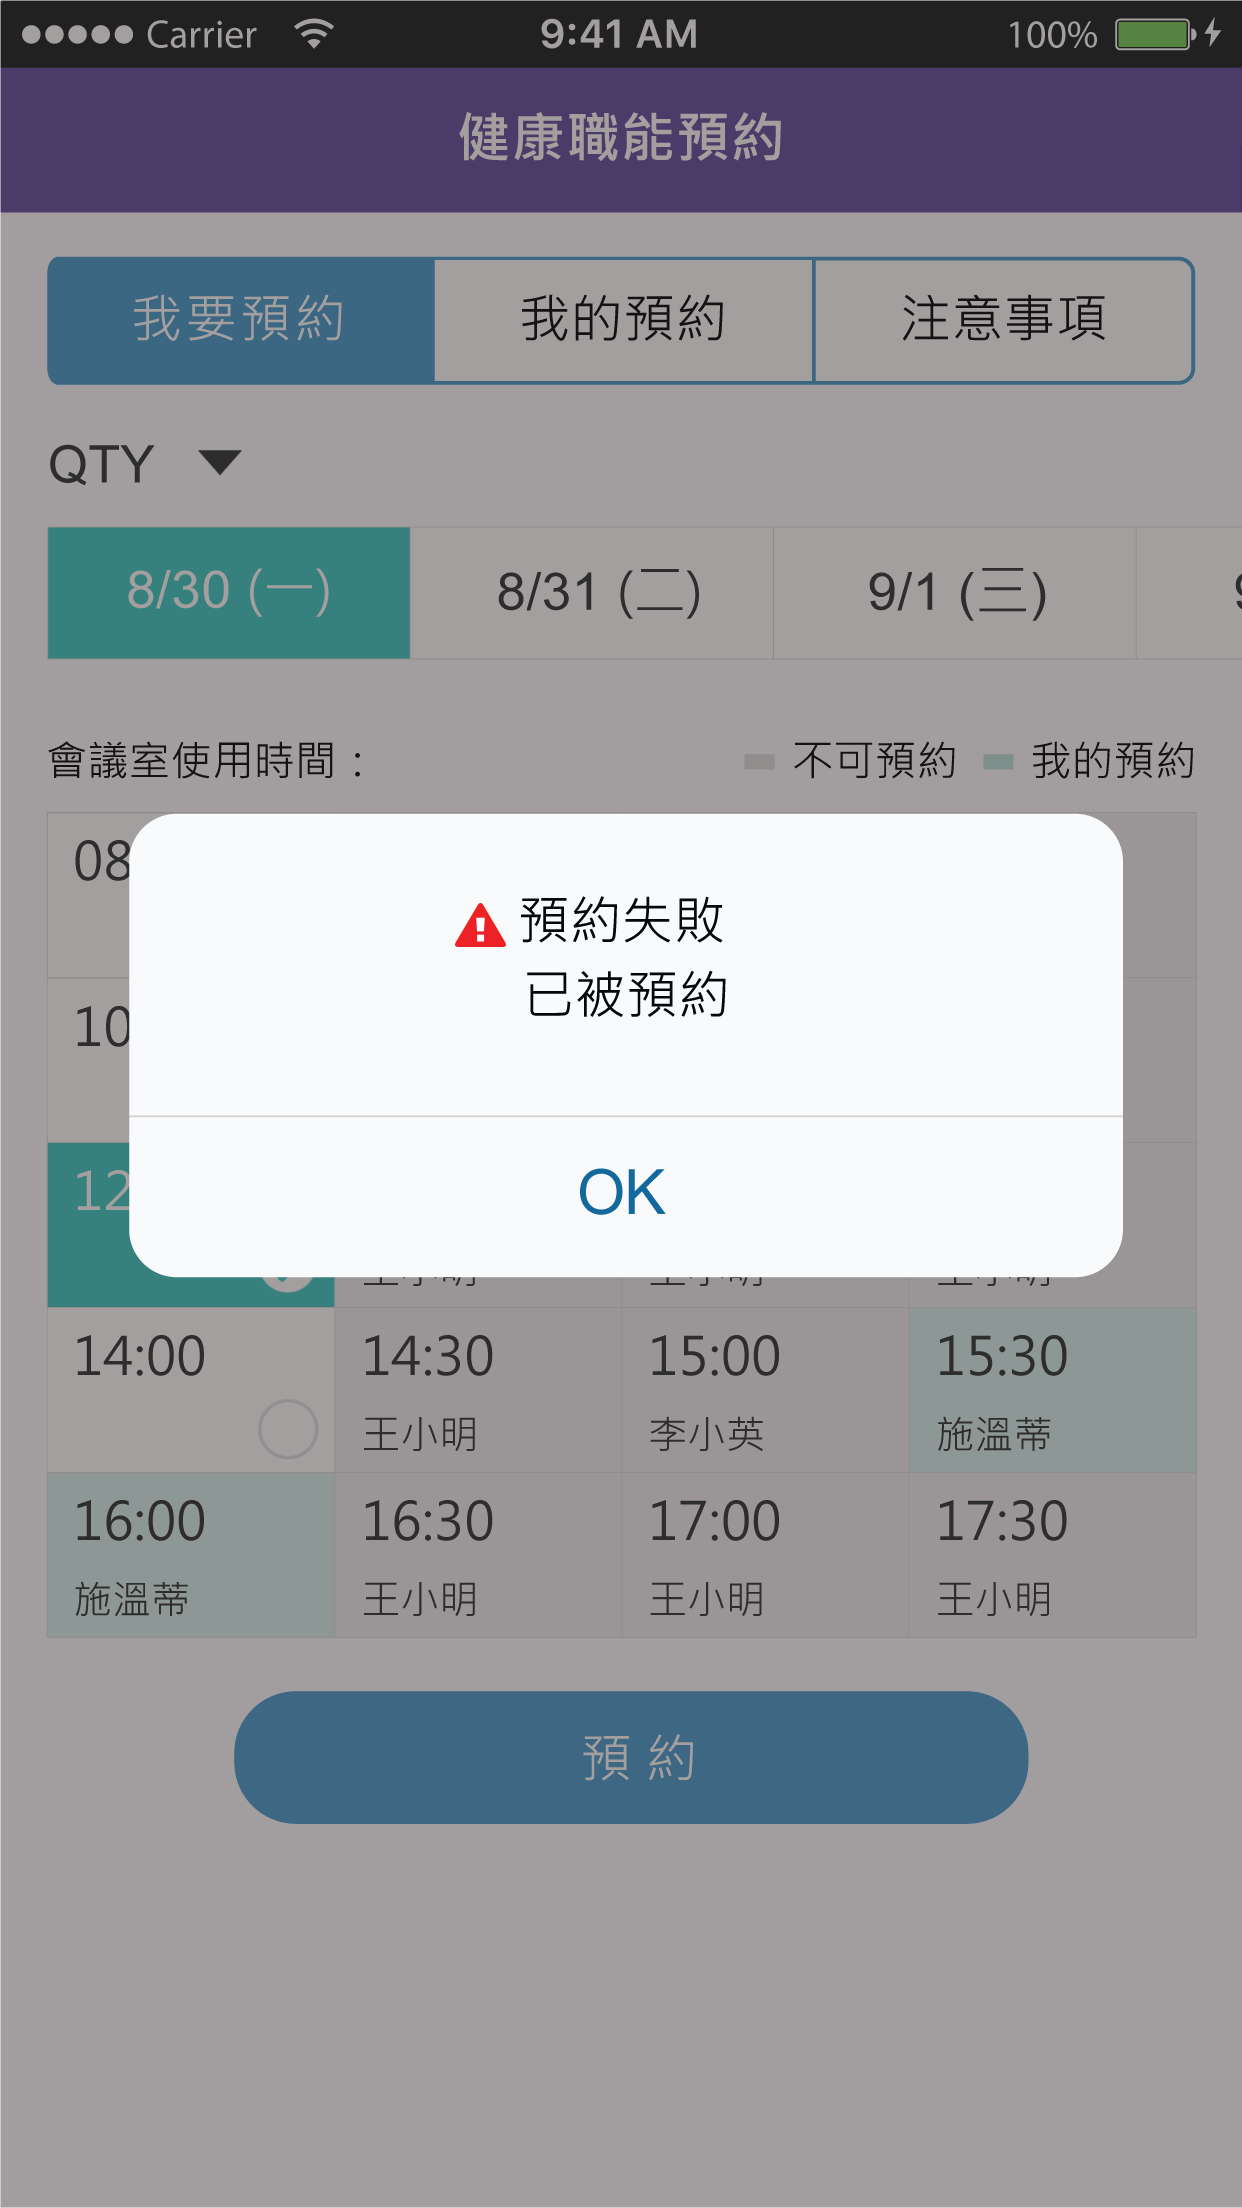 Carrier 9:41 AM 100%
健康職能預約
我要預約 我的預約 注意事項
QTY
8/30 (一) 8/31 (二) 9/1 (三)
會議室使用時間：
不可預約 我的預約
08
10
12
預約失敗
已被預約
OK
14:00 14:30 15:00 15:30
王小明 李小英 施溫蒂
16:00 16:30 17:00 17:30
施溫蒂 王小明 王小明 王小明
預 約